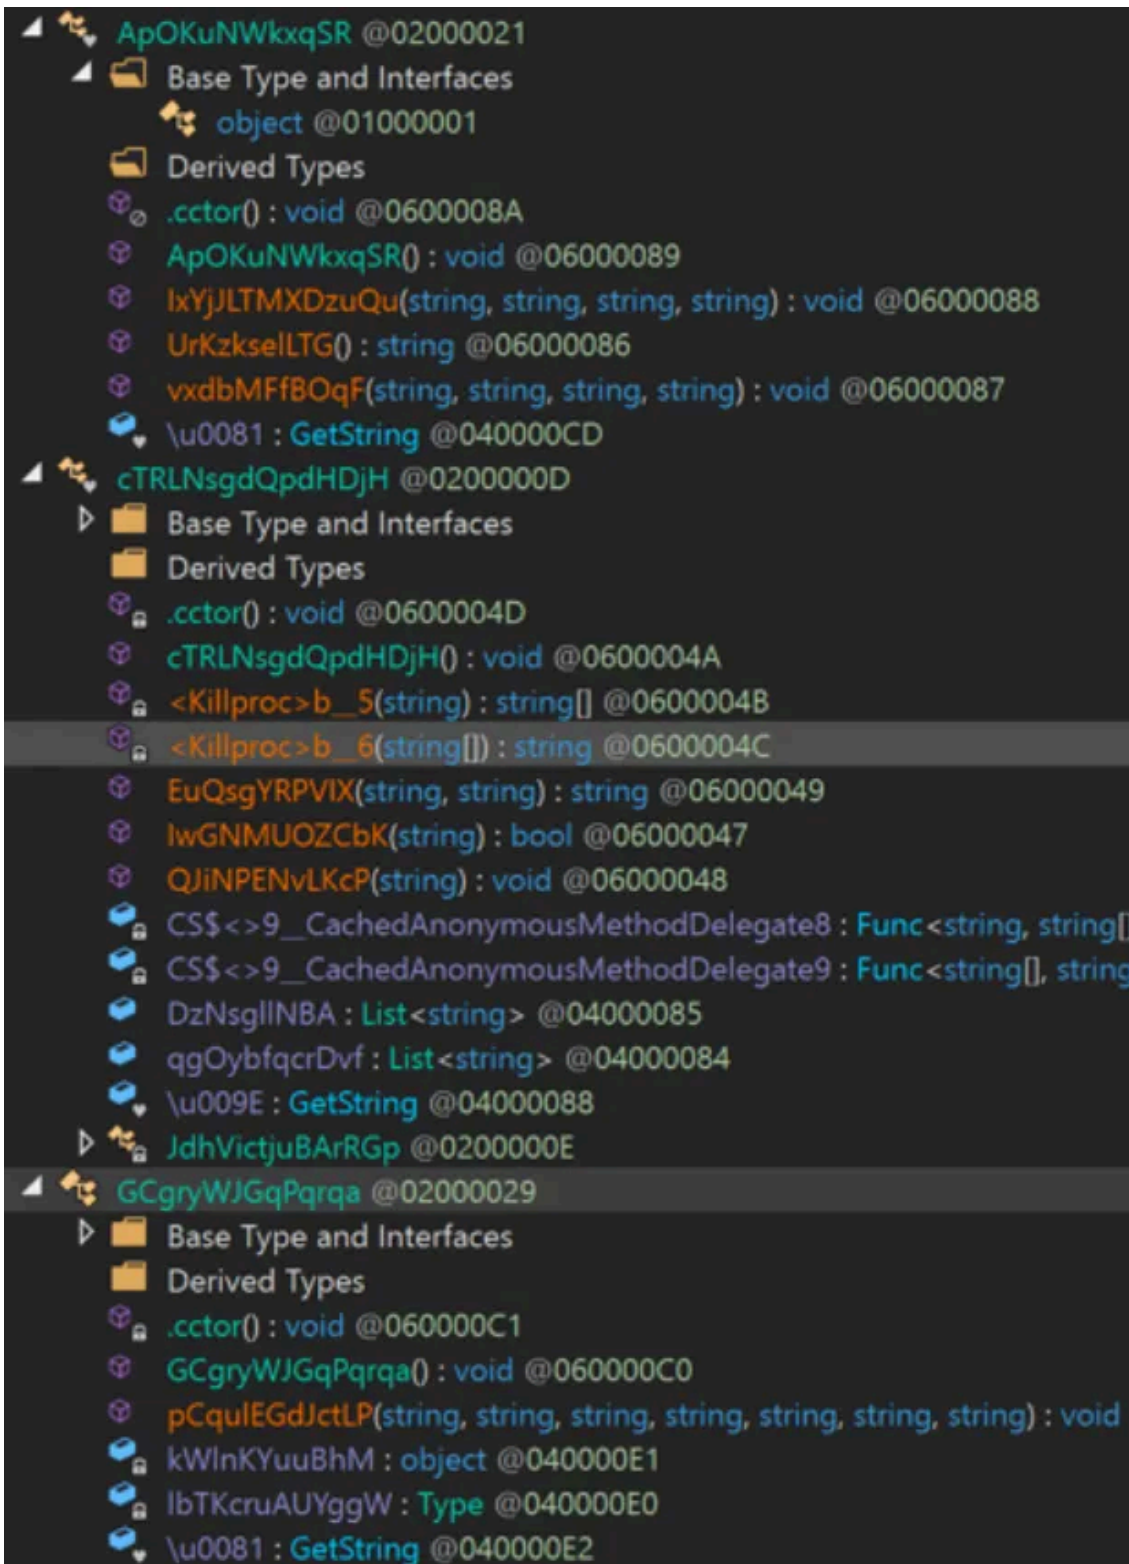 ApOKuNWkxqSR @02000021
Base Type and Interfaces
object @01000001
Derived Types
.cctor() : void @0600008A
ApOKuNWkxqSR() : void @06000089
IxYjJLTMXDzuQu(string, string, string, string) : void @06000088
UrKzkselLTG() : string @06000086
vxdbMFfBOqF(string, string, string, string) : void @06000087
\u0081 : GetString @040000CD
cTRLNsgdQpdHDjH @0200000D
Base Type and Interfaces
Derived Types
.cctor() : void @0600004D
cTRLNsgdQpdHDjH() : void @0600004A
<Killproc>b__5(string) : string[] @0600004B
<Killproc>b__6(string[]) : string @0600004C
EuQsgYRPVIX(string, string) : string @06000049
IwGNMUOZCbK(string) : bool @06000047
QJiNPENvLKcP(string) : void @06000048
CS$<>9__CachedAnonymousMethodDelegate8 : Func<string, string[]
CS$<>9__CachedAnonymousMethodDelegate9 : Func<string[], string
DzNsgllNBA : List<string> @04000085
qgOybfqcrDvf : List<string> @04000084
\u009E : GetString @04000088
JdhVictjuBArRGp @0200000E
GCgryWJGqPqrqa @02000029
Base Type and Interfaces
Derived Types
.cctor() : void @060000C1
GCgryWJGqPqrqa() : void @060000C0
pCqulEGdJctLP(string, string, string, string, string, string, string) : void
kWlnKYuuBhM : object @040000E1
lbTKcruAUYggW : Type @040000E0
\u0081 : GetString @040000E2